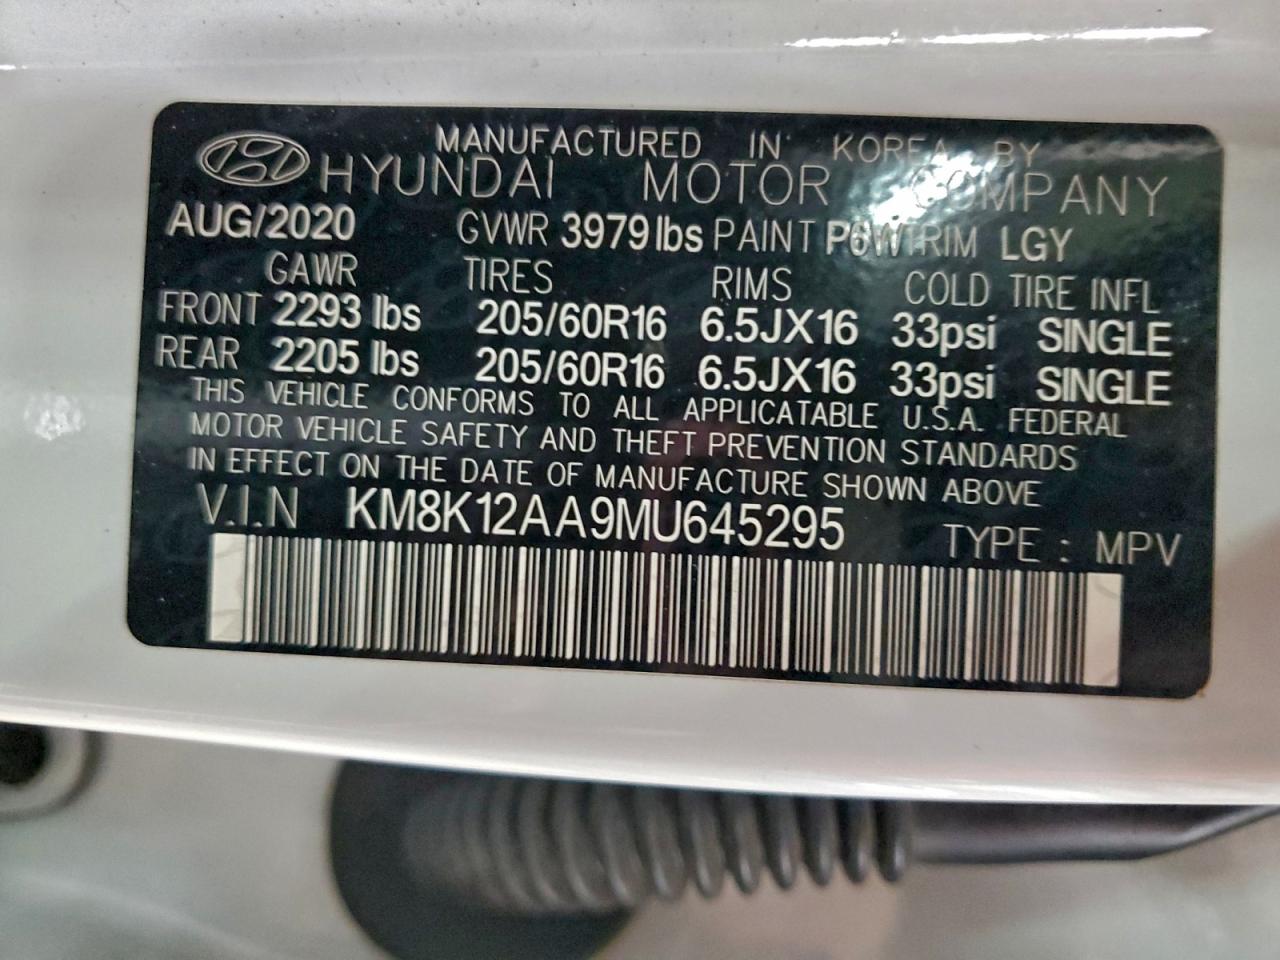 MANUFACTURED IN KOREA BY
HYUNDAI MOTOR COMPANY
AUG/2020 GVWR 3979 lbs PAINT P6W TRIM LGY
GAWR TIRES RIMS COLD TIRE INFL
FRONT 2293 lbs 205/60R16 6.5JX16 33psi SINGLE
REAR 2205 lbs 205/60R16 6.5JX16 33psi SINGLE
THIS VEHICLE CONFORMS TO ALL APPLICATABLE U.S.A. FEDERAL
MOTOR VEHICLE SAFETY AND THEFT PREVENTION STANDARDS
IN EFFECT ON THE DATE OF MANUFACTURE SHOWN ABOVE
V.I.N KM8K12AA9MU645295 TYPE : MPV